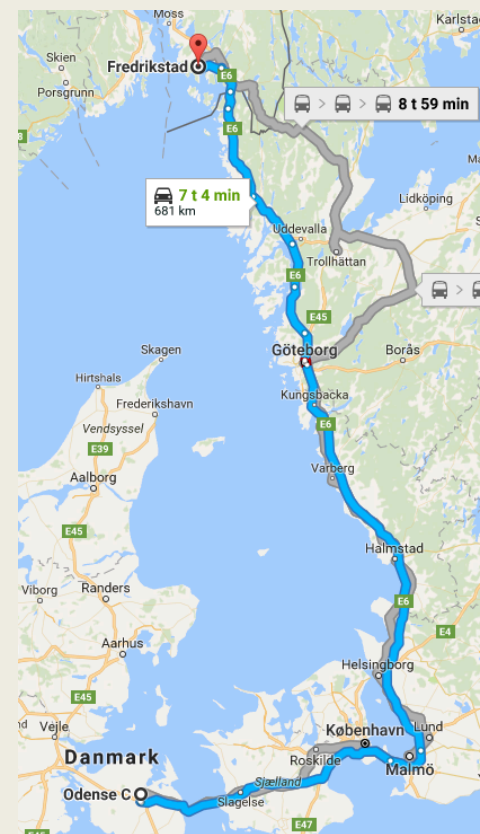 Moss
Karlsta
Skien
Fredrikstad
E6
Porsgrunn
8 t 59 min
E6
7 t 4 min
681 km
Lidköping
Uddevalla
Trollhättan
E6
E45
Göteborg
Borås
Skagen
Hirtshals
Kungsbacka
Frederikshavn
E6
Vendsyssel
E39
Varberg
Aalborg
E45
Halmstad
Viborg
Randers
E6
E4
Aarhus
Helsingborg
E45
Vejle
København
Lund
Danmark
Roskilde
Malmö
Odense C
Sjælland
Slagelse
E47